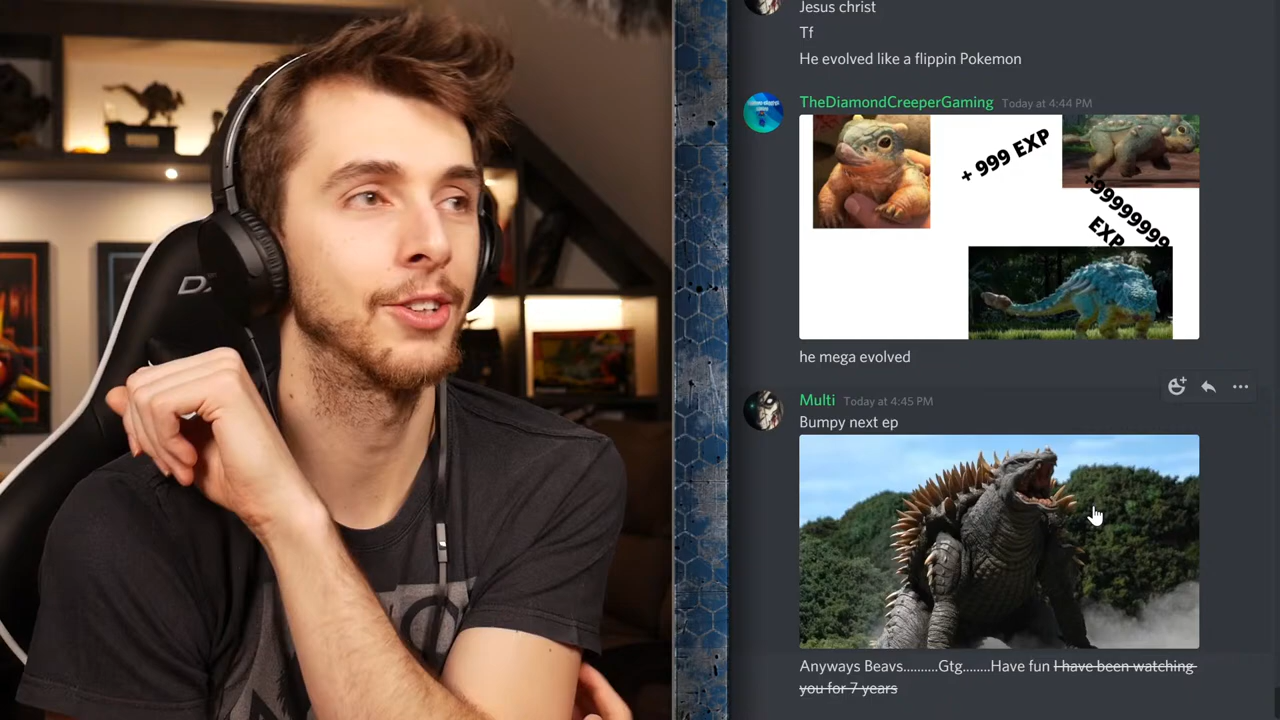 Jesus christ
Tf
He evolved like a flippin Pokemon
TheDiamondCreeperGaming Today at 4:44 PM
+ 999 EXP
+99999999
EXP
he mega evolved
Multi Today at 4:45 PM
Bumpy next ep
Anyways Beavs..........Gtg........Have fun I have been watching
you for 7 years